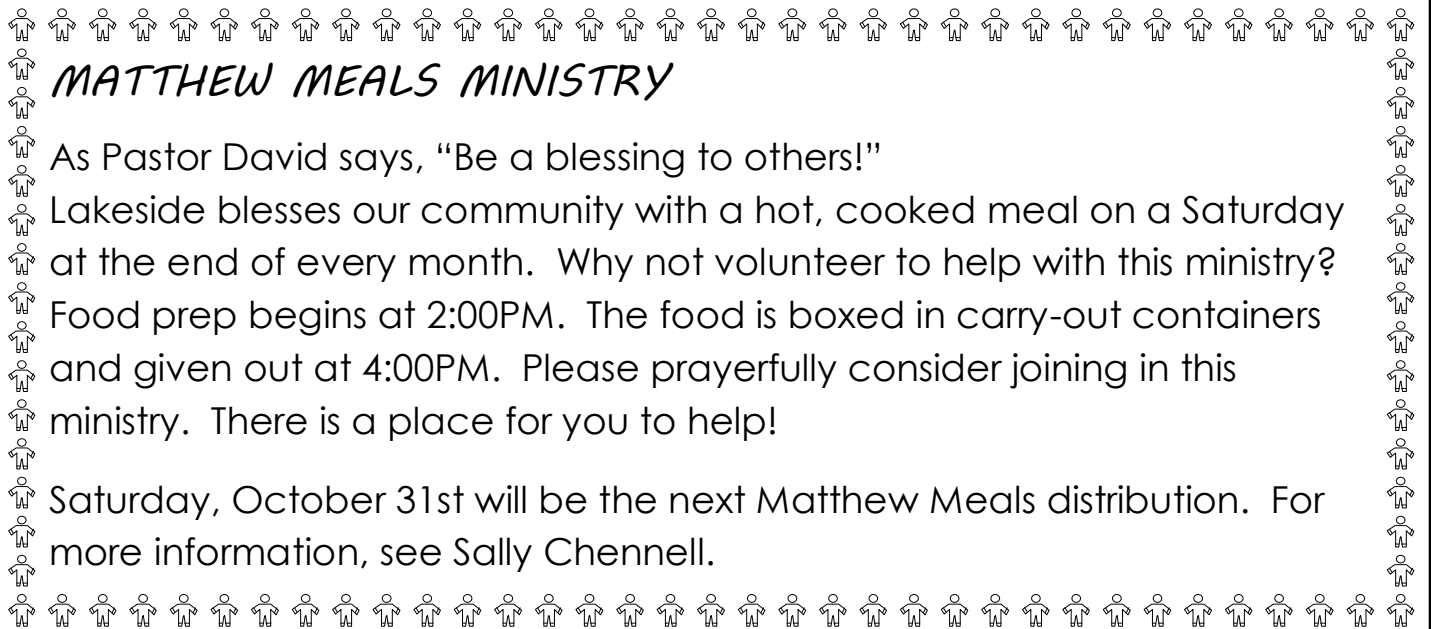 MATTHEW MEALS MINISTRY
As Pastor David says, “Be a blessing to others!”
Lakeside blesses our community with a hot, cooked meal on a Saturday
at the end of every month.  Why not volunteer to help with this ministry?
Food prep begins at 2:00PM.  The food is boxed in carry-out containers
and given out at 4:00PM.  Please prayerfully consider joining in this
ministry.  There is a place for you to help!
Saturday, October 31st will be the next Matthew Meals distribution.  For
more information, see Sally Chennell.